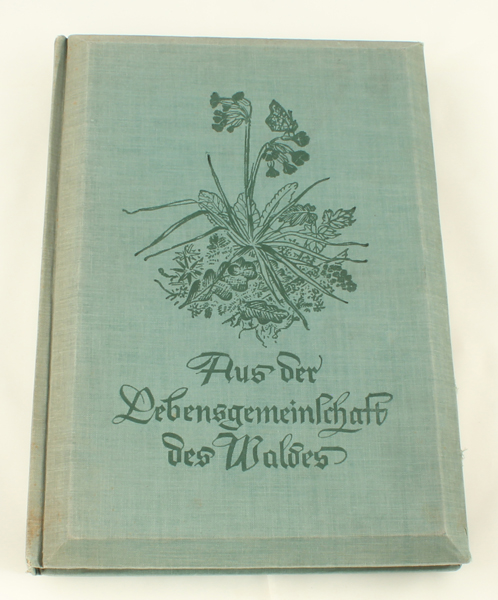 Aus der
Lebensgemeinschaft
des Waldes